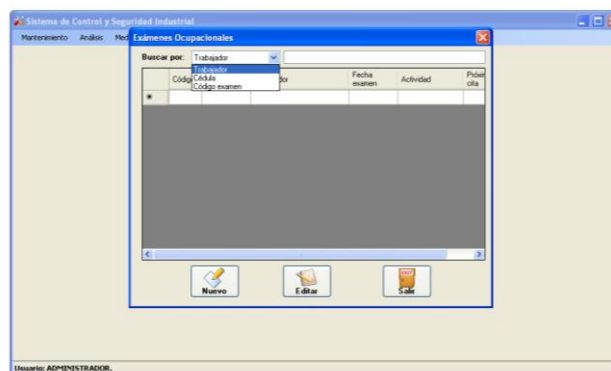 Sistema de Control y Seguridad Industrial
Mantenimiento Análisis Med
Exámenes Ocupacionales
Buscar por: Trabajador
Trabajador
Cédula
Código examen
Fecha examen
Actividad
Nuevo
Editar
Salir
Usuario: ADMINISTRADOR.